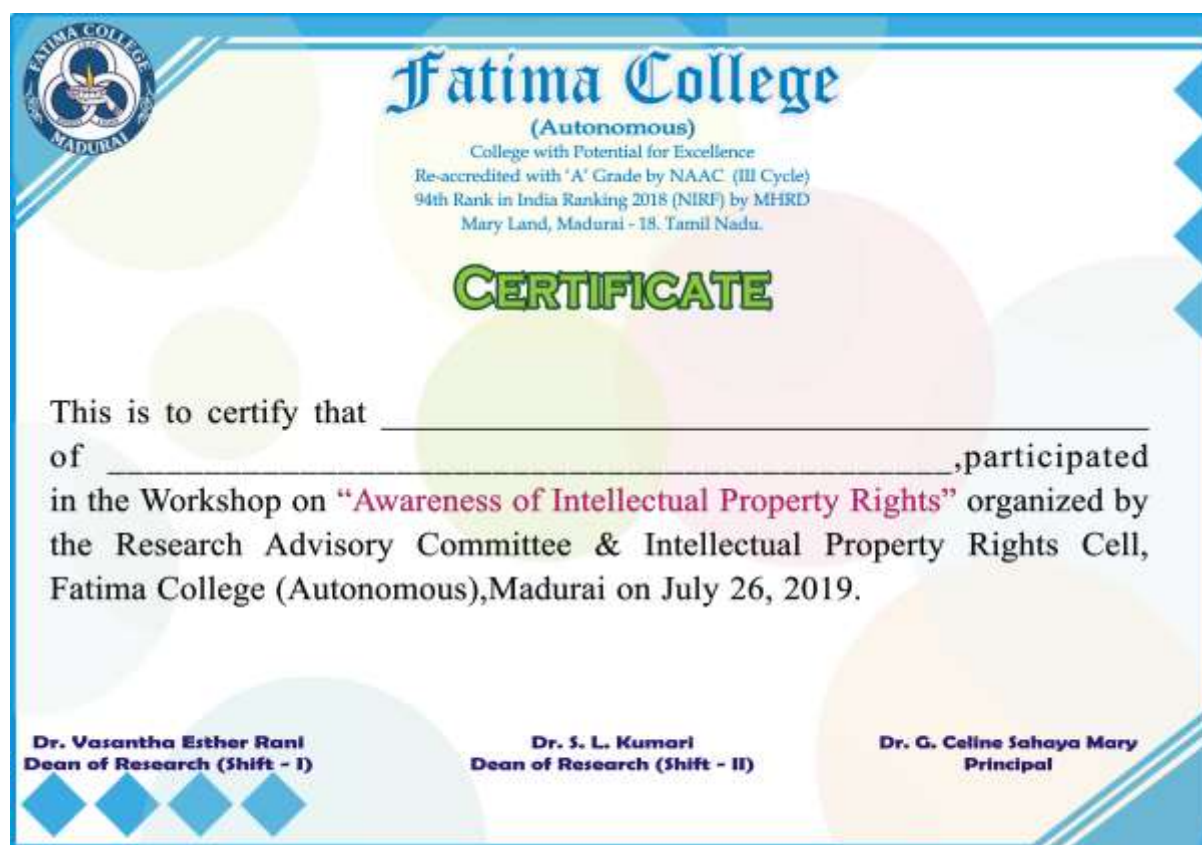 FATIMA COLLEGE
MADURAI
Fatima College
(Autonomous)
College with Potential for Excellence
Re-accredited with 'A' Grade by NAAC (III Cycle)
94th Rank in India Ranking 2018 (NIRF) by MHRD
Mary Land, Madurai - 18. Tamil Nadu.
CERTIFICATE
This is to certify that
of ,participated
in the Workshop on “Awareness of Intellectual Property Rights” organized by
the Research Advisory Committee & Intellectual Property Rights Cell,
Fatima College (Autonomous),Madurai on July 26, 2019.
Dr. Vasantha Esther Rani
Dean of Research (Shift - I)
Dr. S. L. Kumari
Dean of Research (Shift - II)
Dr. G. Celine Sahaya Mary
Principal